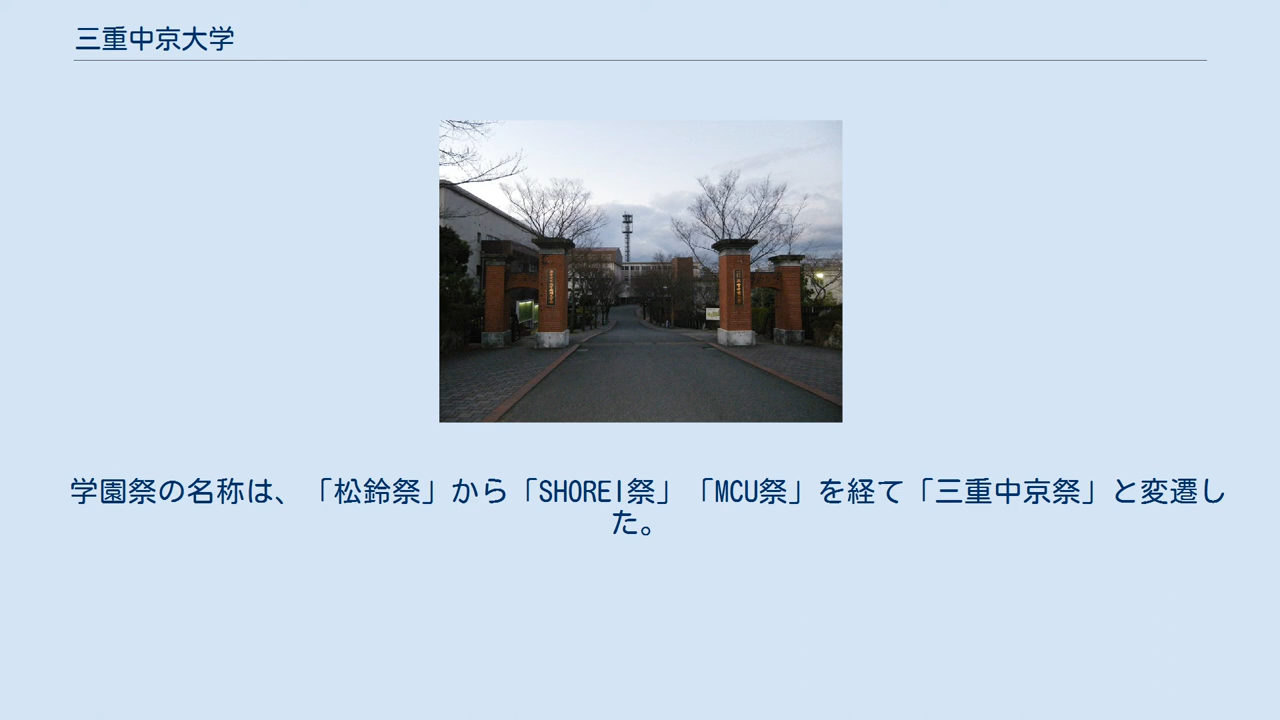 三重中京大学
学園祭の名称は、「松鈴祭」から「SHOREI祭」「MCU祭」を経て「三重中京祭」と変遷し
た。